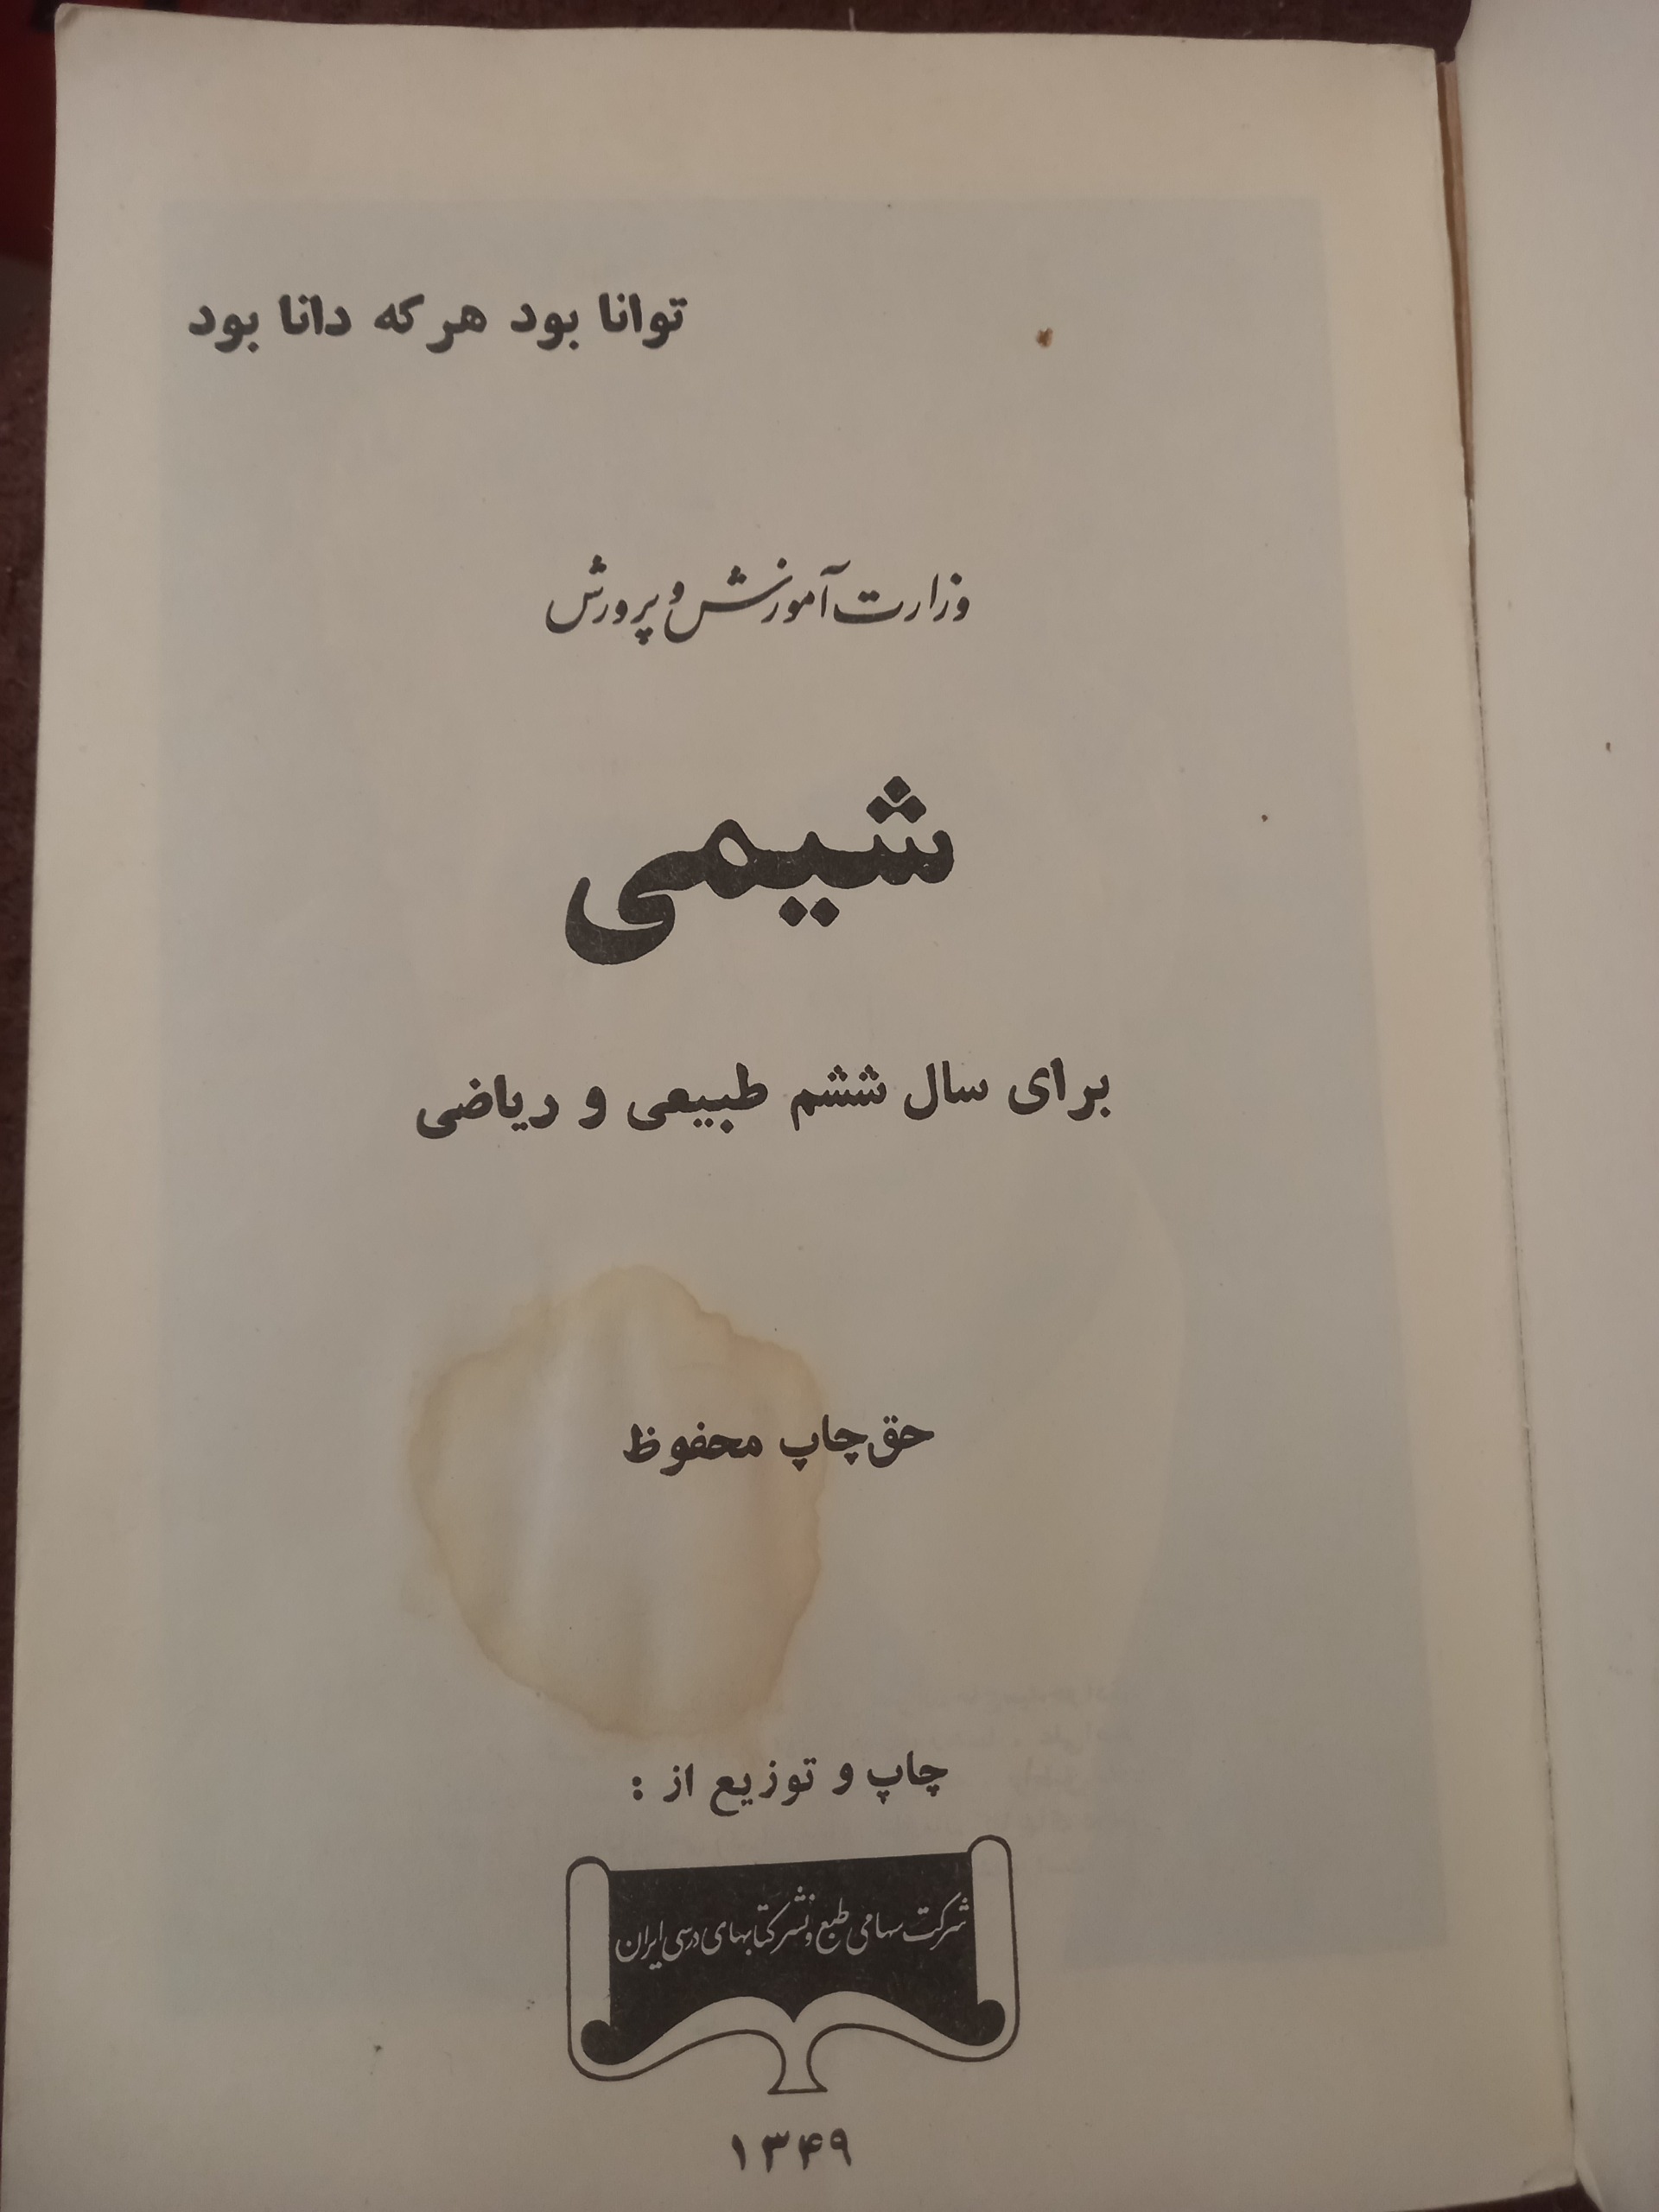 توانا بود هر که دانا بود
وزارت آموزش و پرورش
شیمی
برای سال ششم طبیعی و ریاضی
حق چاپ محفوظ
چاپ و توزیع از :
شرکت سهامی طبع و نشر کتابهای درسی ایران
۱۳۴۹